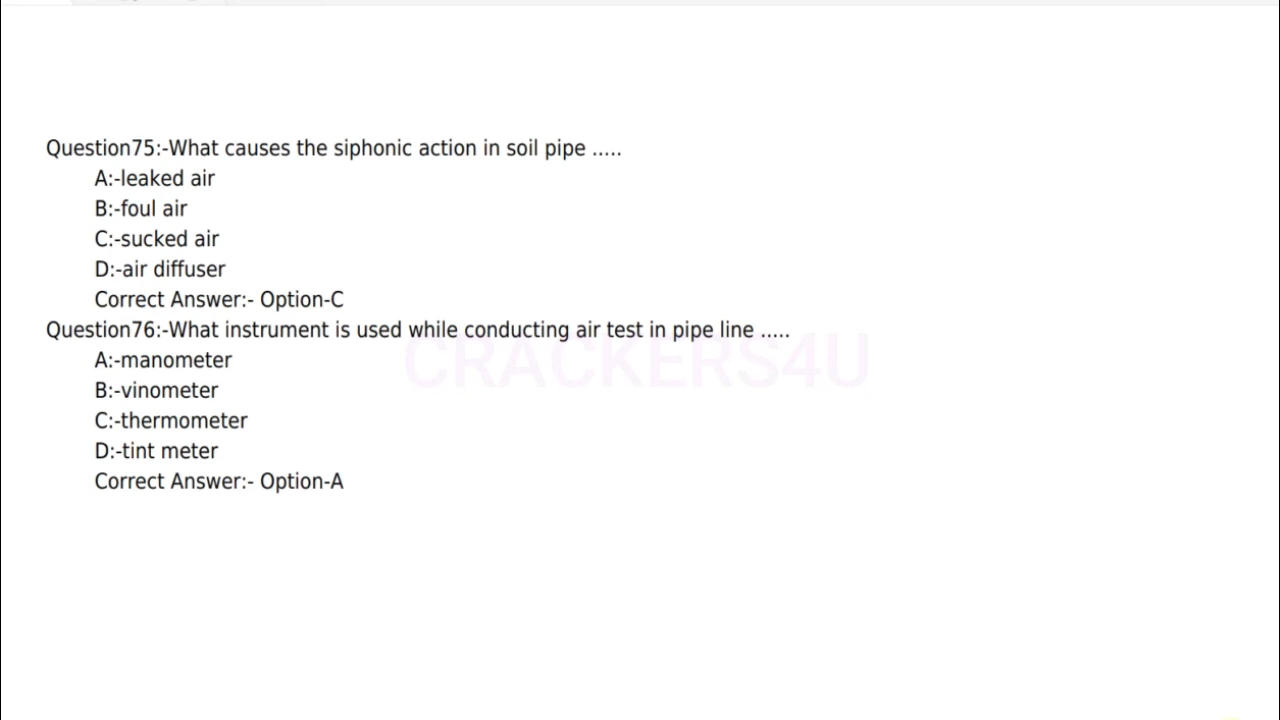 Question75:-What causes the siphonic action in soil pipe .....
A:-leaked air
B:-foul air
C:-sucked air
D:-air diffuser
Correct Answer:- Option-C
Question76:-What instrument is used while conducting air test in pipe line .....
CRACKERS4U
A:-manometer
B:-vinometer
C:-thermometer
D:-tint meter
Correct Answer:- Option-A